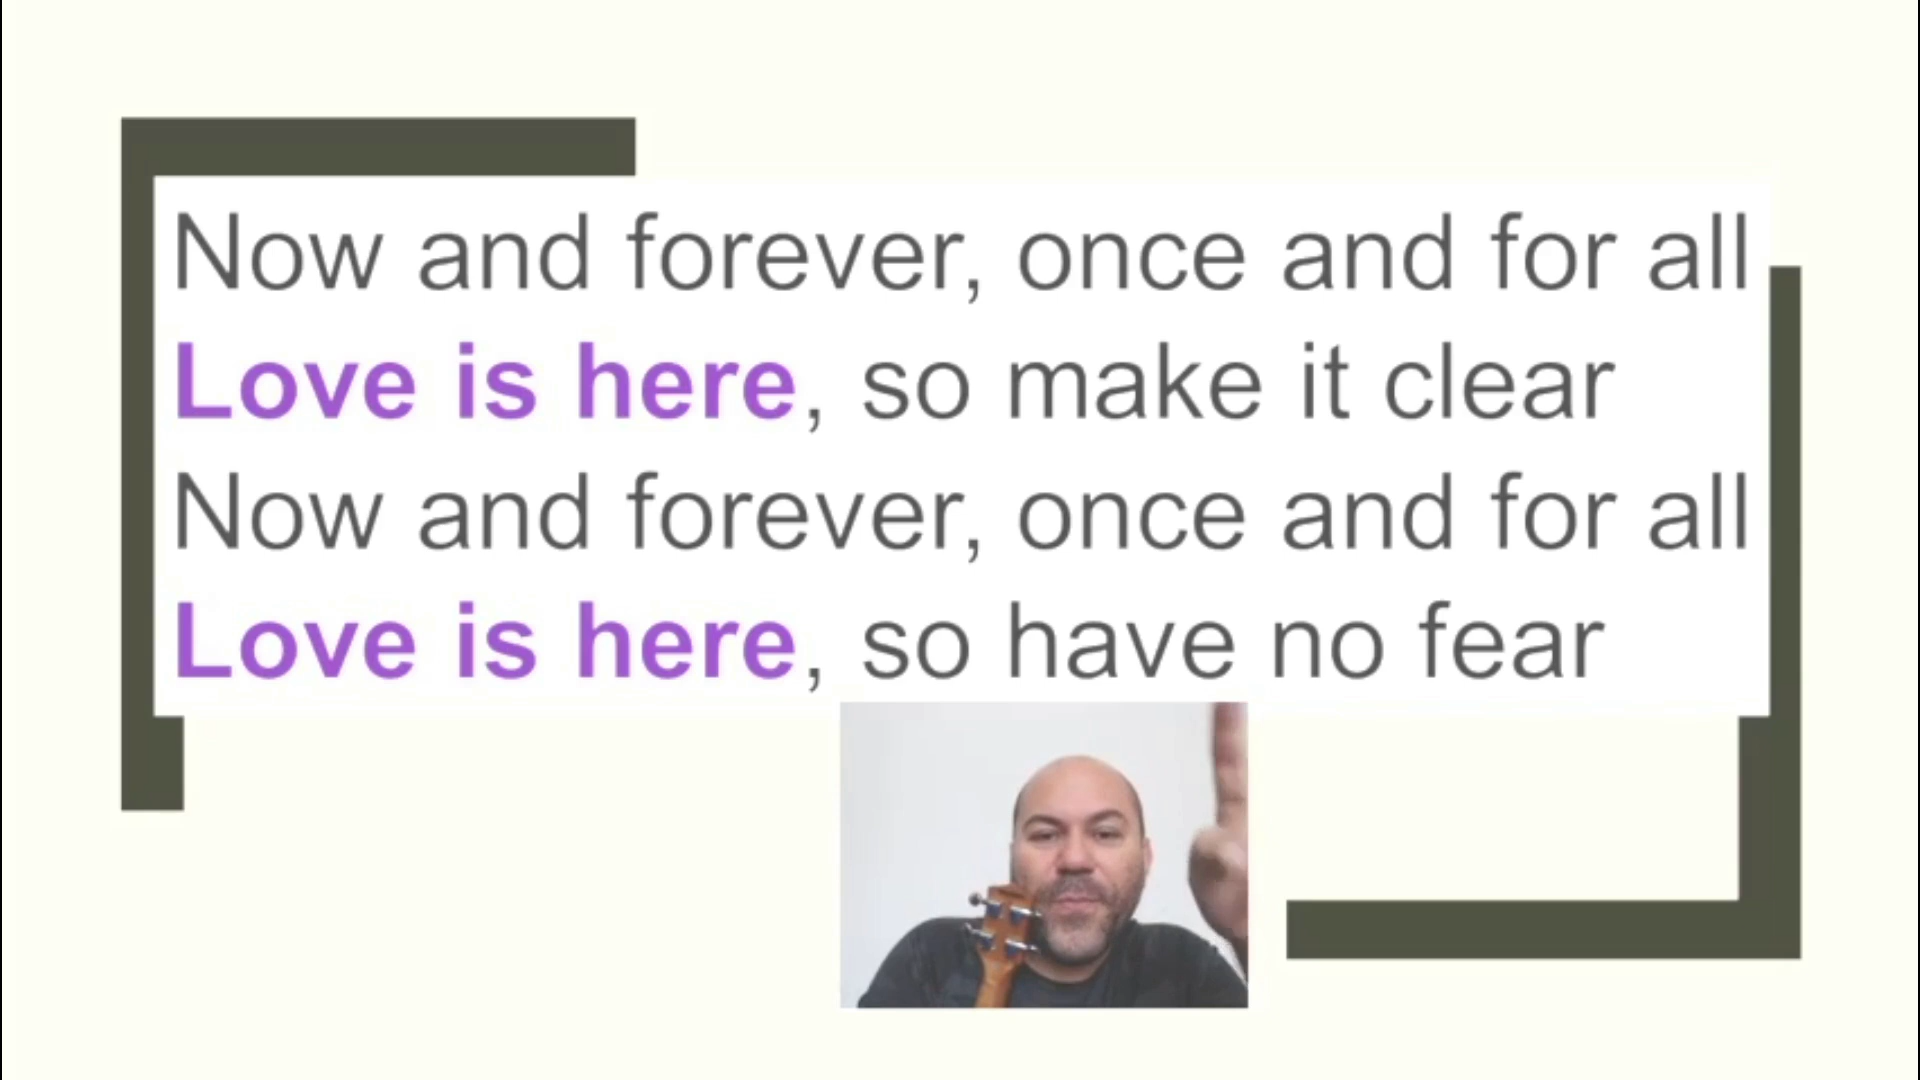 Now and forever, once and for all
Love is here, so make it clear
Now and forever, once and for all
Love is here, so have no fear